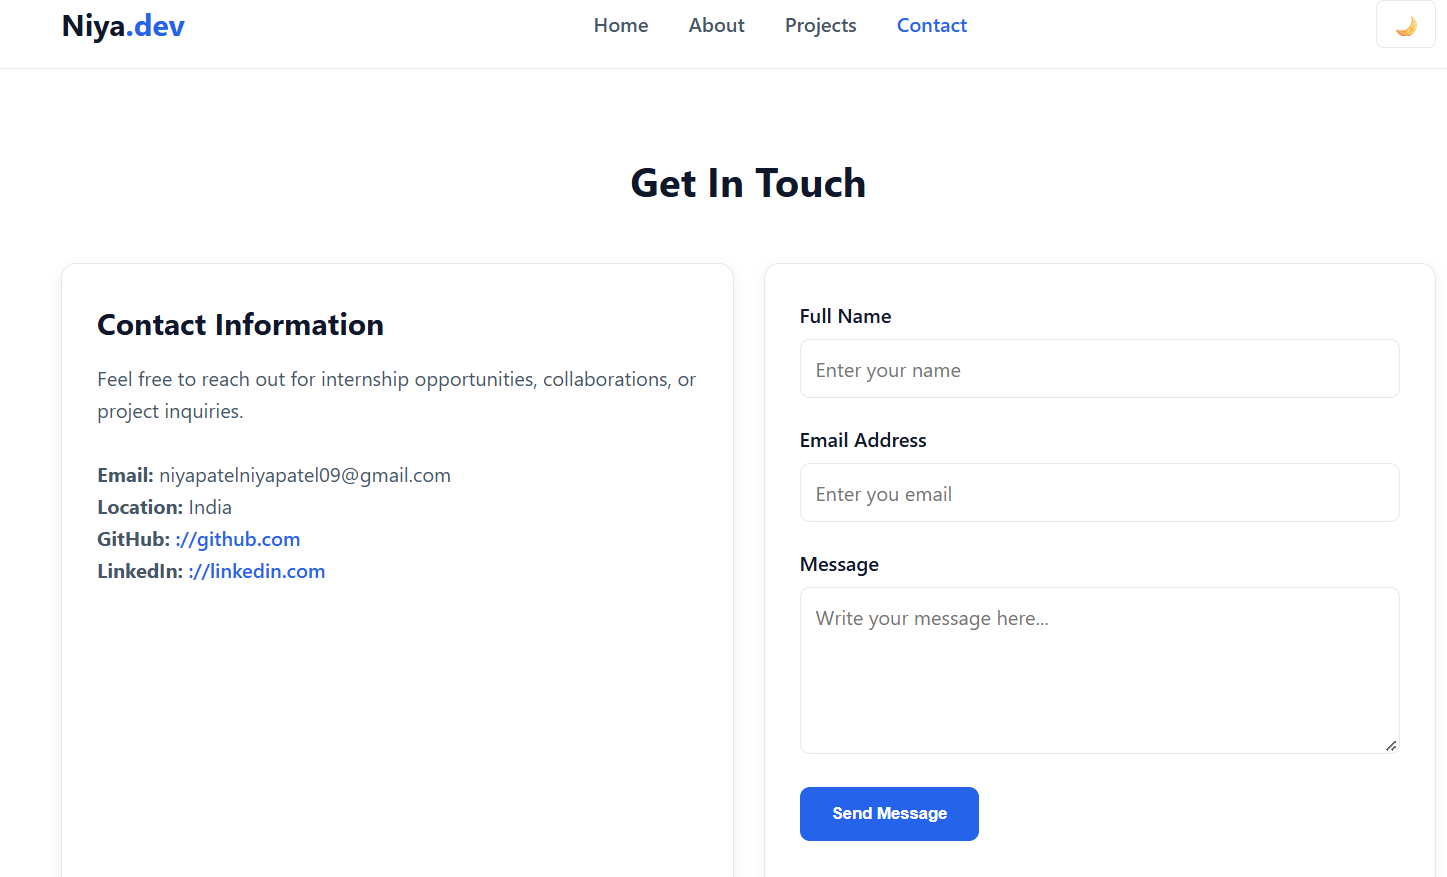 Niya.dev
Home About Projects Contact
Get In Touch
Contact Information
Feel free to reach out for internship opportunities, collaborations, or
project inquiries.
Email: niyapatelniyapatel09@gmail.com
Location: India
GitHub: ://github.com
LinkedIn: ://linkedin.com
Full Name
Enter your name
Email Address
Enter you email
Message
Write your message here...
Send Message